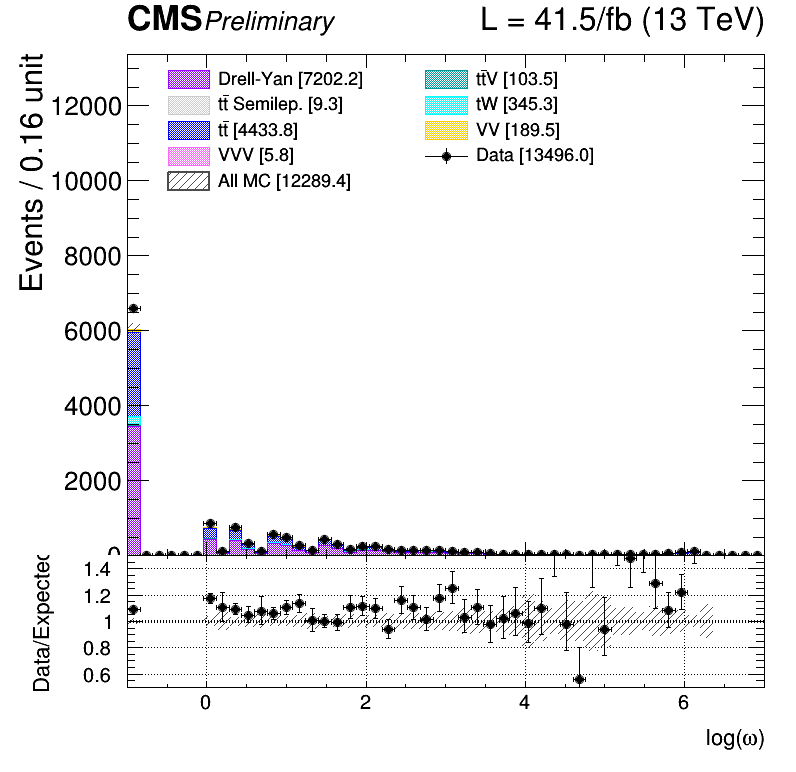 CMS Preliminary L = 41.5/fb (13 TeV)
Events / 0.16 unit
12000
10000
8000
6000
4000
2000
0
Drell-Yan [7202.2]
tt̄ Semilep. [9.3]
tt̄ [4433.8]
VVV [5.8]
All MC [12289.4]
tt̄V [103.5]
tW [345.3]
VV [189.5]
Data [13496.0]
Data/Expected
1.4
1.2
1
0.8
0.6
0 2 4 6
log(ω)